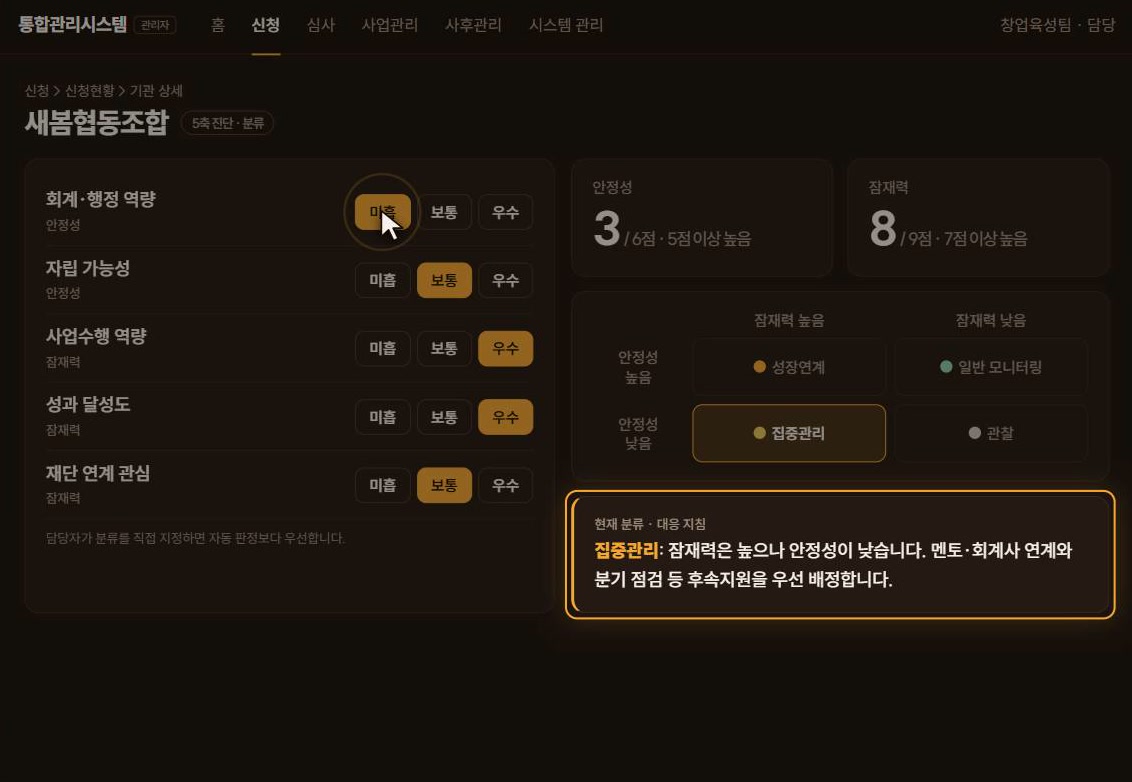 통합관리시스템 관리자 홈 신청 심사 사업관리 사후관리 시스템 관리 창업육성팀 · 담당
신청 > 신청현황 > 기관 상세
새봄협동조합 5축 진단 · 분류
회계·행정 역량
안정성
미흡 보통 우수
자립 가능성
안정성
미흡 보통 우수
사업수행 역량
잠재력
미흡 보통 우수
성과 달성도
잠재력
미흡 보통 우수
재단 연계 관심
잠재력
미흡 보통 우수
담당자가 분류를 직접 지정하면 자동 판정보다 우선합니다.
안정성
3 / 6점 · 5점 이상 높음
잠재력
8 / 9점 · 7점 이상 높음
잠재력 높음 잠재력 낮음
안정성
높음
성장연계 일반 모니터링
안정성
낮음
집중관리 관찰
현재 분류 · 대응 지침
집중관리: 잠재력은 높으나 안정성이 낮습니다. 멘토·회계사 연계와
분기 점검 등 후속지원을 우선 배정합니다.